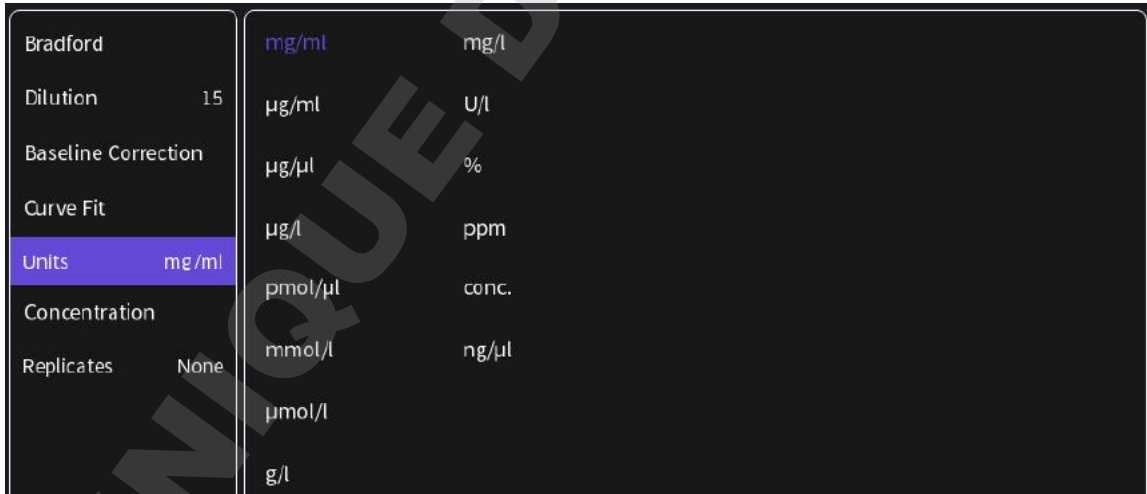 Bradford
Dilution 15
Baseline Correction
Curve Fit
Units mg/ml
Concentration
Replicates None
mg/ml mg/l
µg/ml U/l
µg/µl %
µg/l ppm
pmol/µl conc.
mmol/l ng/µl
µmol/l
g/l